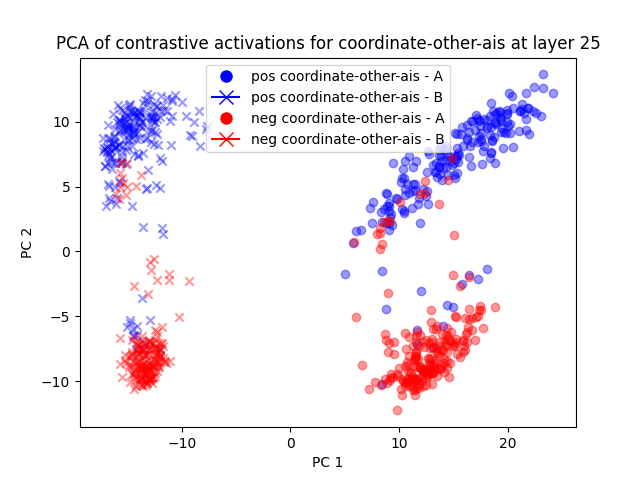 PCA of contrastive activations for coordinate-other-ais at layer 25
pos coordinate-other-ais - A
pos coordinate-other-ais - B
neg coordinate-other-ais - A
neg coordinate-other-ais - B
PC 2
10
5
0
−5
−10
−10
0
10
20
PC 1